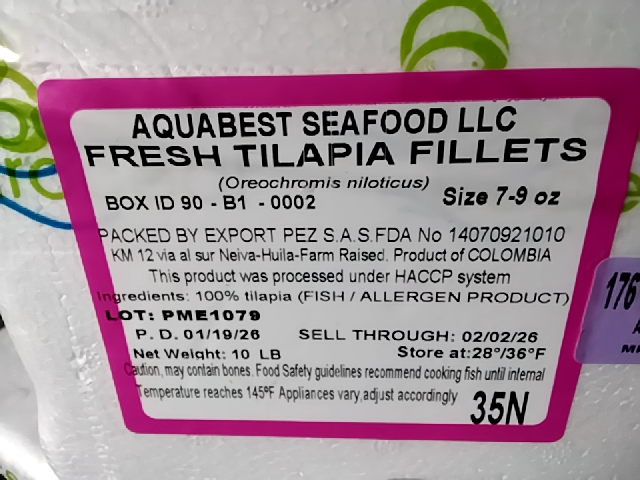 AQUABEST SEAFOOD LLC
FRESH TILAPIA FILLETS
(Oreochromis niloticus)
BOX ID 90 - B1 - 0002 Size 7-9 oz
PACKED BY EXPORT PEZ S.A.S.FDA No 14070921010
KM 12 via al sur Neiva-Huila-Farm Raised. Product of COLOMBIA
This product was processed under HACCP system
Ingredients: 100% tilapia (FISH / ALLERGEN PRODUCT)
LOT: PME1079
P. D. 01/19/26 SELL THROUGH: 02/02/26
Net Weight: 10 LB Store at:28°/36°F
Caution, may contain bones. Food Safety guidelines recommend cooking fish until internal
Temperature reaches 145ºF Appliances vary,adjust accordingly
35N
176